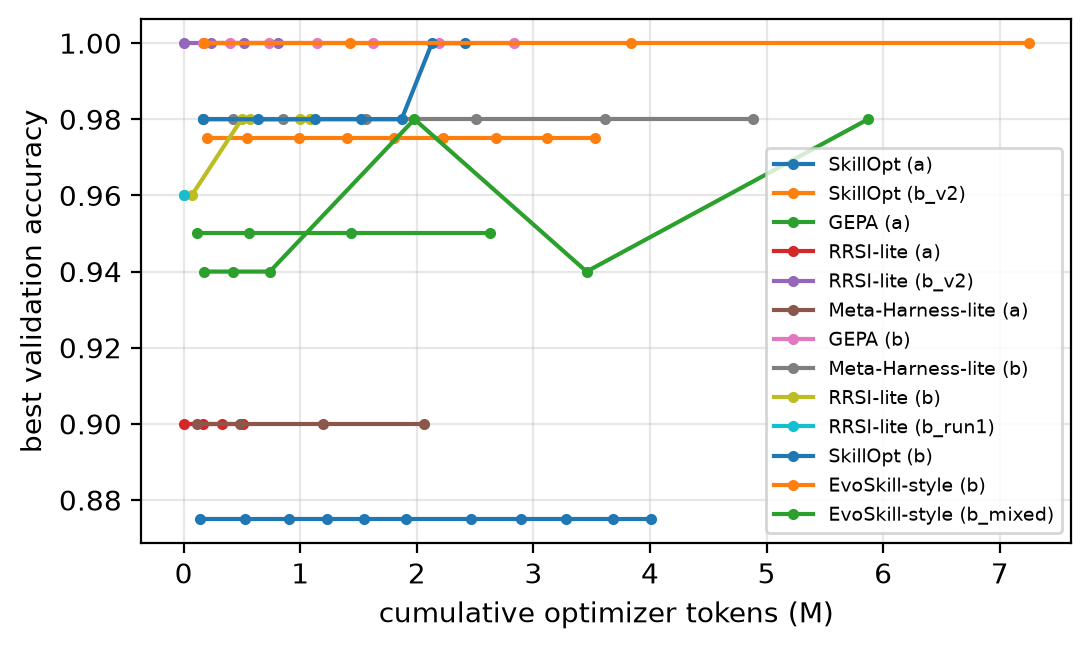 best validation accuracy
1.00
0.98
0.96
0.94
0.92
0.90
0.88
SkillOpt (a)
SkillOpt (b_v2)
GEPA (a)
RRSI-lite (a)
RRSI-lite (b_v2)
Meta-Harness-lite (a)
GEPA (b)
Meta-Harness-lite (b)
RRSI-lite (b)
RRSI-lite (b_run1)
SkillOpt (b)
EvoSkill-style (b)
EvoSkill-style (b_mixed)
0 1 2 3 4 5 6 7
cumulative optimizer tokens (M)